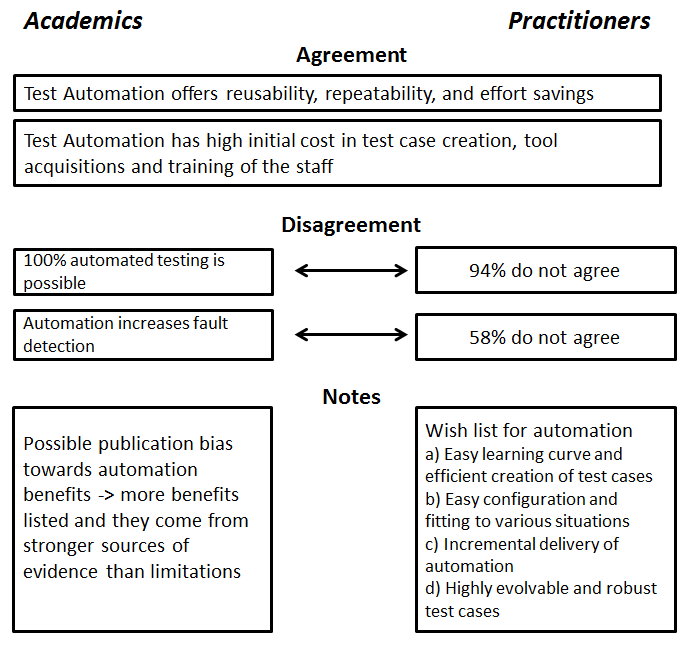 Academics
Practitioners
Agreement
Test Automation offers reusability, repeatability, and effort savings
Test Automation has high initial cost in test case creation, tool
acquisitions and training of the staff
Disagreement
100% automated testing is
possible
94% do not agree
Automation increases fault
detection
58% do not agree
Notes
Possible publication bias
towards automation
benefits -> more benefits
listed and they come from
stronger sources of
evidence than limitations
Wish list for automation
a) Easy learning curve and
efficient creation of test cases
b) Easy configuration and
fitting to various situations
c) Incremental delivery of
automation
d) Highly evolvable and robust
test cases